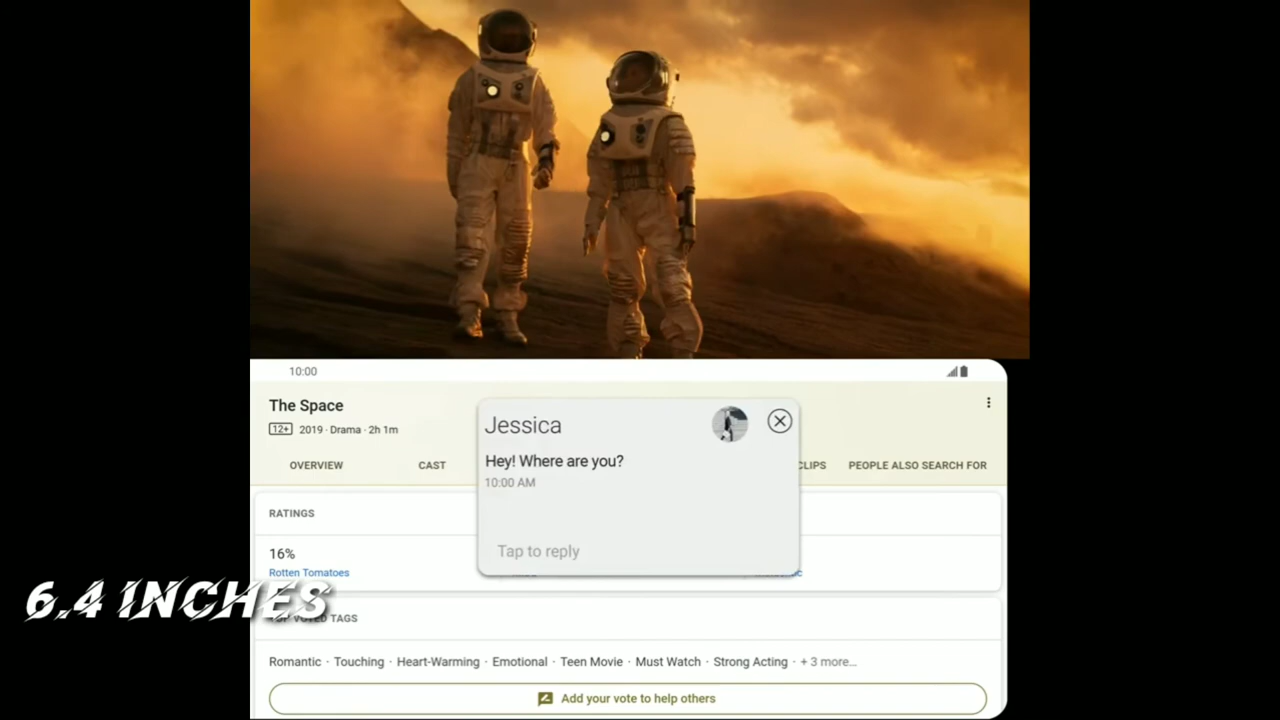 10:00
The Space
12+ 2019 · Drama · 2h 1m
Jessica
Hey! Where are you?
10:00 AM
Tap to reply
OVERVIEW
CAST
CLIPS
PEOPLE ALSO SEARCH FOR
RATINGS
16%
Rotten Tomatoes
6.4 INCHES
VOTED TAGS
Romantic · Touching · Heart-Warming · Emotional · Teen Movie · Must Watch · Strong Acting · + 3 more...
Add your vote to help others